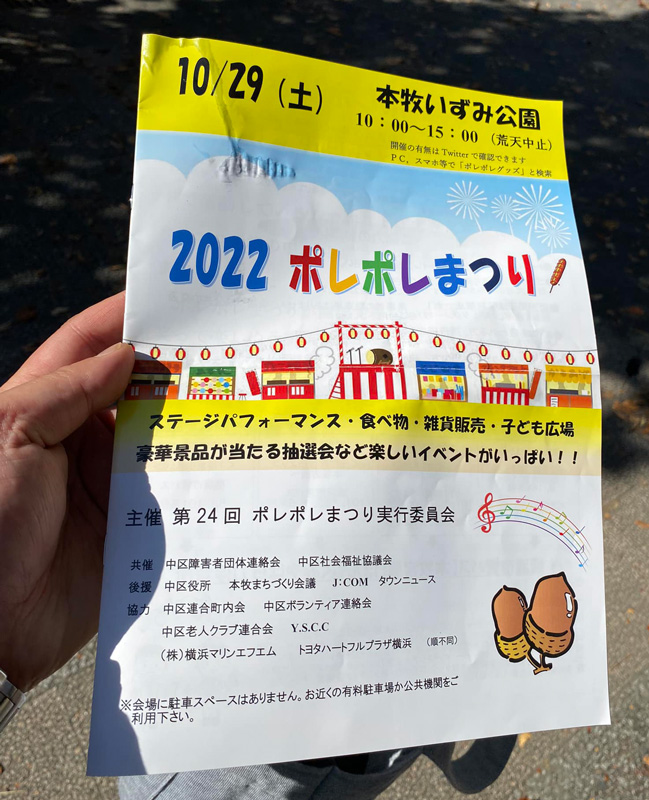 10/29（土）
本牧いずみ公園
10：00〜15：00（荒天中止）
開催の有無はTwitterで確認できます
PC、スマホ等で「ポレポレグッズ」と検索
2022 ポレポレまつり
ステージパフォーマンス・食べ物・雑貨販売・子ども広場
豪華景品が当たる抽選会など楽しいイベントがいっぱい！！
主催 第24回 ポレポレまつり実行委員会
共催 中区障害者団体連絡会 中区社会福祉協議会
後援 中区役所 本牧まちづくり会議 J:COM タウンニュース
協力 中区連合町内会 中区ボランティア連絡会
中区老人クラブ連合会 Y.S.C.C
（株）横浜マリンエフエム トヨタハートフルプラザ横浜 （順不同）
※会場に駐車スペースはありません。お近くの有料駐車場か公共機関をご
利用下さい。